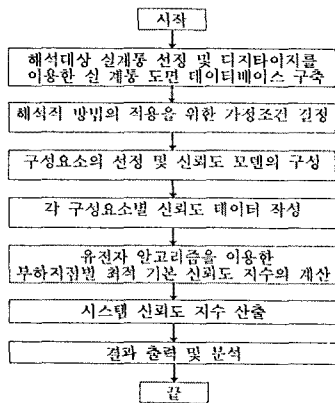 시작
해석대상 실계통 선정 및 디지타이저를
이용한 실 계통 도면 데이터베이스 구축
해석적 방법의 적용을 위한 가정조건 결정
구성요소의 선정 및 신뢰도 모델의 구성
각 구성요소별 신뢰도 데이터 작성
유전자 알고리즘을 이용한
부하지점별 최적 기본 신뢰도 지수의 계산
시스템 신뢰도 지수 산출
결과 출력 및 분석
끝